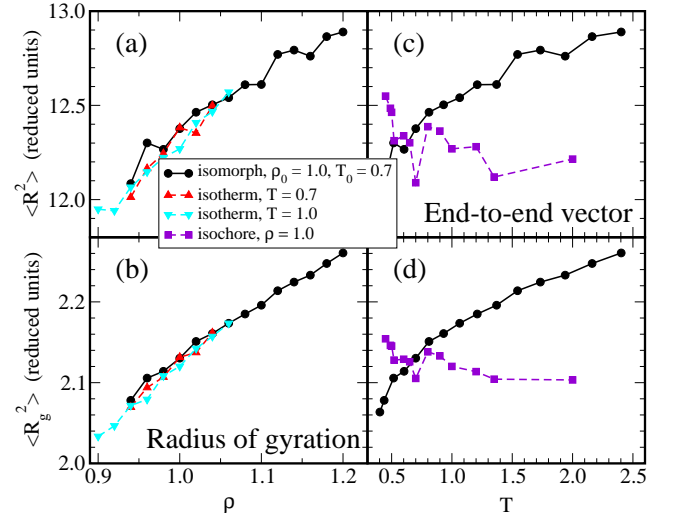 13.0
12.5
12.0
<R²> (reduced units)
(a)
(c)
End-to-end vector
isomorph, ρ₀ = 1.0, T₀ = 0.7
isotherm, T = 0.7
isotherm, T = 1.0
isochore, ρ = 1.0
2.2
2.1
2.0
<R_g²> (reduced units)
(b)
(d)
Radius of gyration
0.9 1.0 1.1 1.2
0.5 1.0 1.5 2.0 2.5
ρ
T